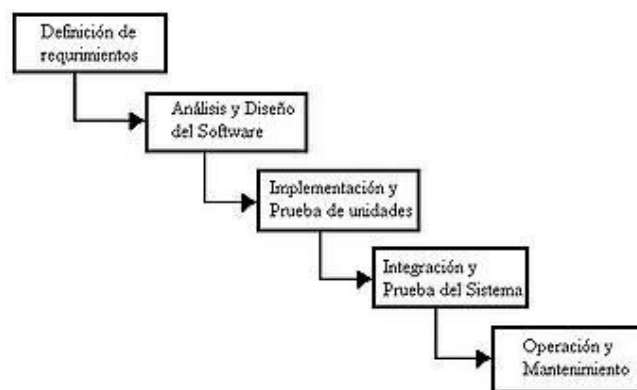 Definición de
requrimientos
Análisis y Diseño
del Software
Implementación y
Prueba de unidades
Integración y
Prueba del Sistema
Operación y
Mantenimiento